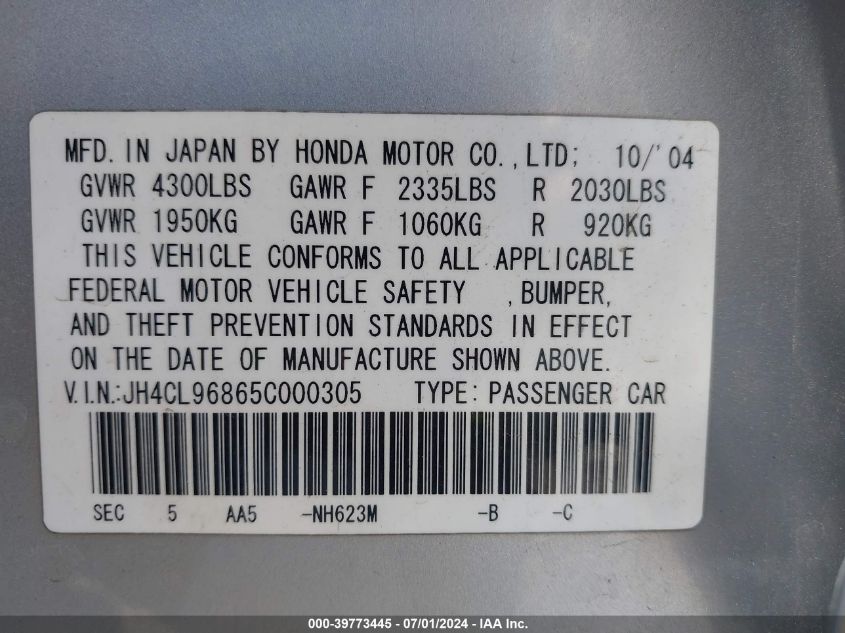 MFD. IN JAPAN BY HONDA MOTOR CO., LTD; 10/'04
GVWR 4300LBS GAWR F 2335LBS R 2030LBS
GVWR 1950KG GAWR F 1060KG R 920KG
THIS VEHICLE CONFORMS TO ALL APPLICABLE
FEDERAL MOTOR VEHICLE SAFETY , BUMPER,
AND THEFT PREVENTION STANDARDS IN EFFECT
ON THE DATE OF MANUFACTURE SHOWN ABOVE.
V.I.N.:JH4CL96865C000305 TYPE: PASSENGER CAR
SEC 5 AA5 -NH623M -B -C
000-39773445 - 07/01/2024 - IAA Inc.